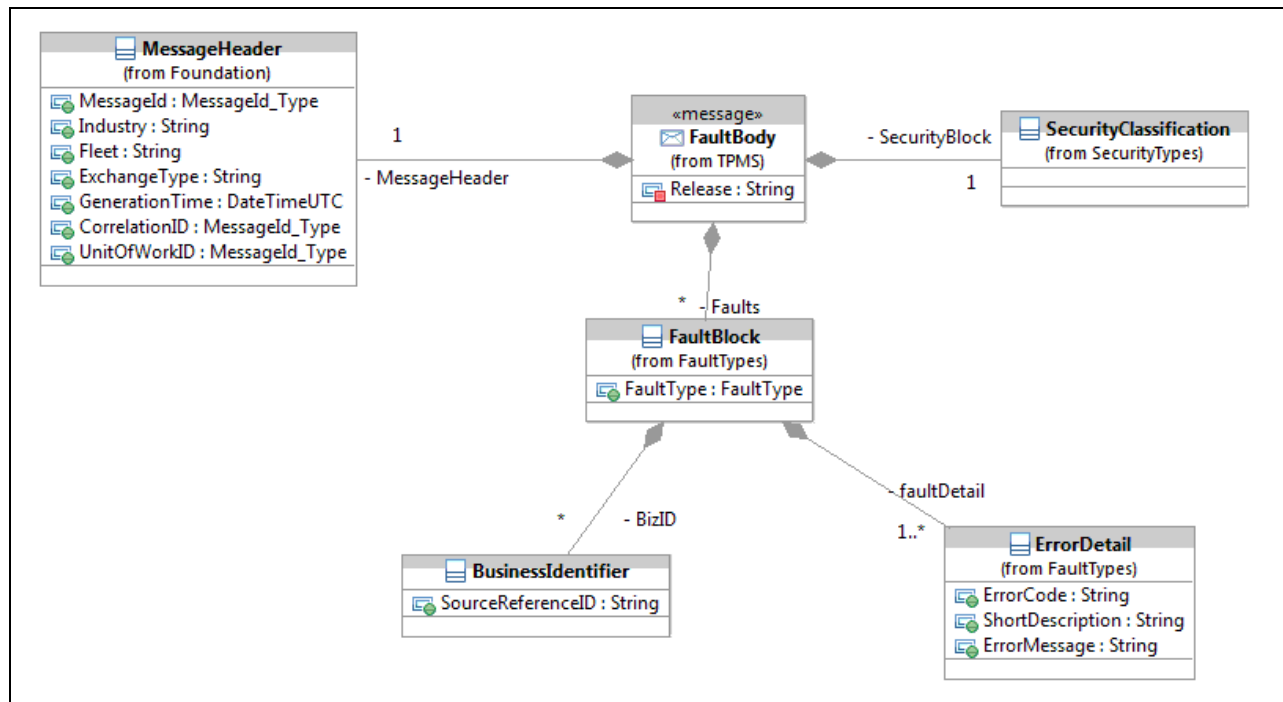 MessageHeader
(from Foundation)
MessageId : MessageId_Type
Industry : String
Fleet : String
ExchangeType : String
GenerationTime : DateTimeUTC
CorrelationID : MessageId_Type
UnitOfWorkID : MessageId_Type
1
- MessageHeader
«message»
FaultBody
(from TPMS)
Release : String
- SecurityBlock
1
SecurityClassification
(from SecurityTypes)
* - Faults
FaultBlock
(from FaultTypes)
FaultType : FaultType
* - BizID
BusinessIdentifier
SourceReferenceID : String
- faultDetail
1..*
ErrorDetail
(from FaultTypes)
ErrorCode : String
ShortDescription : String
ErrorMessage : String